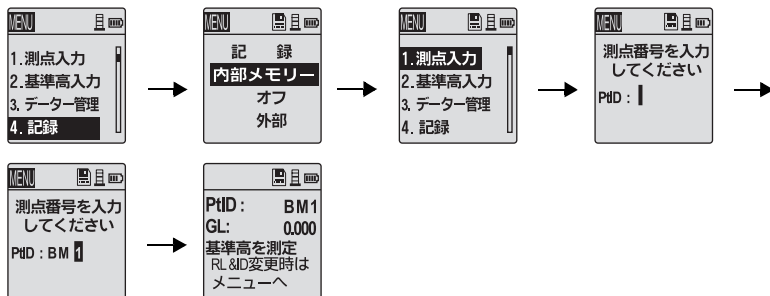 MENU
1.測点入力
2.基準高入力
3.データー管理
4.記録
MENU
記 録
内部メモリー
オフ
外部
MENU
1.測点入力
2.基準高入力
3.データー管理
4.記録
MENU
測点番号を入力
してください
PtID :
MENU
測点番号を入力
してください
PtID : BM 1
PtID : BM1
GL: 0.000
基準高を測定
RL&ID変更時は
メニューへ